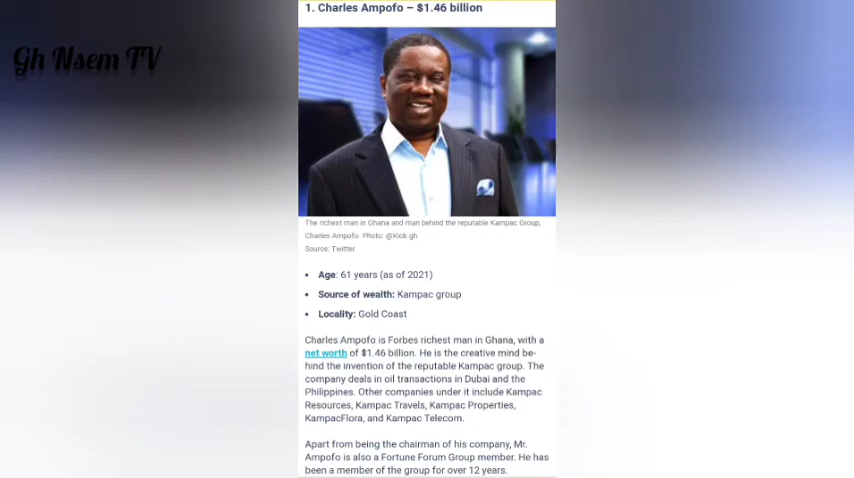 1. Charles Ampofo – $1.46 billion
Gh Nsem TV
The richest man in Ghana and man behind the reputable Kampac Group,
Charles Ampofo. Photo: @Kick.gh
Source: Twitter
• Age: 61 years (as of 2021)
• Source of wealth: Kampac group
• Locality: Gold Coast
Charles Ampofo is Forbes richest man in Ghana, with a
net worth of $1.46 billion. He is the creative mind be-
hind the invention of the reputable Kampac group. The
company deals in oil transactions in Dubai and the
Philippines. Other companies under it include Kampac
Resources, Kampac Travels, Kampac Properties,
KampacFlora, and Kampac Telecom.
Apart from being the chairman of his company, Mr.
Ampofo is also a Fortune Forum Group member. He has
been a member of the group for over 12 years.